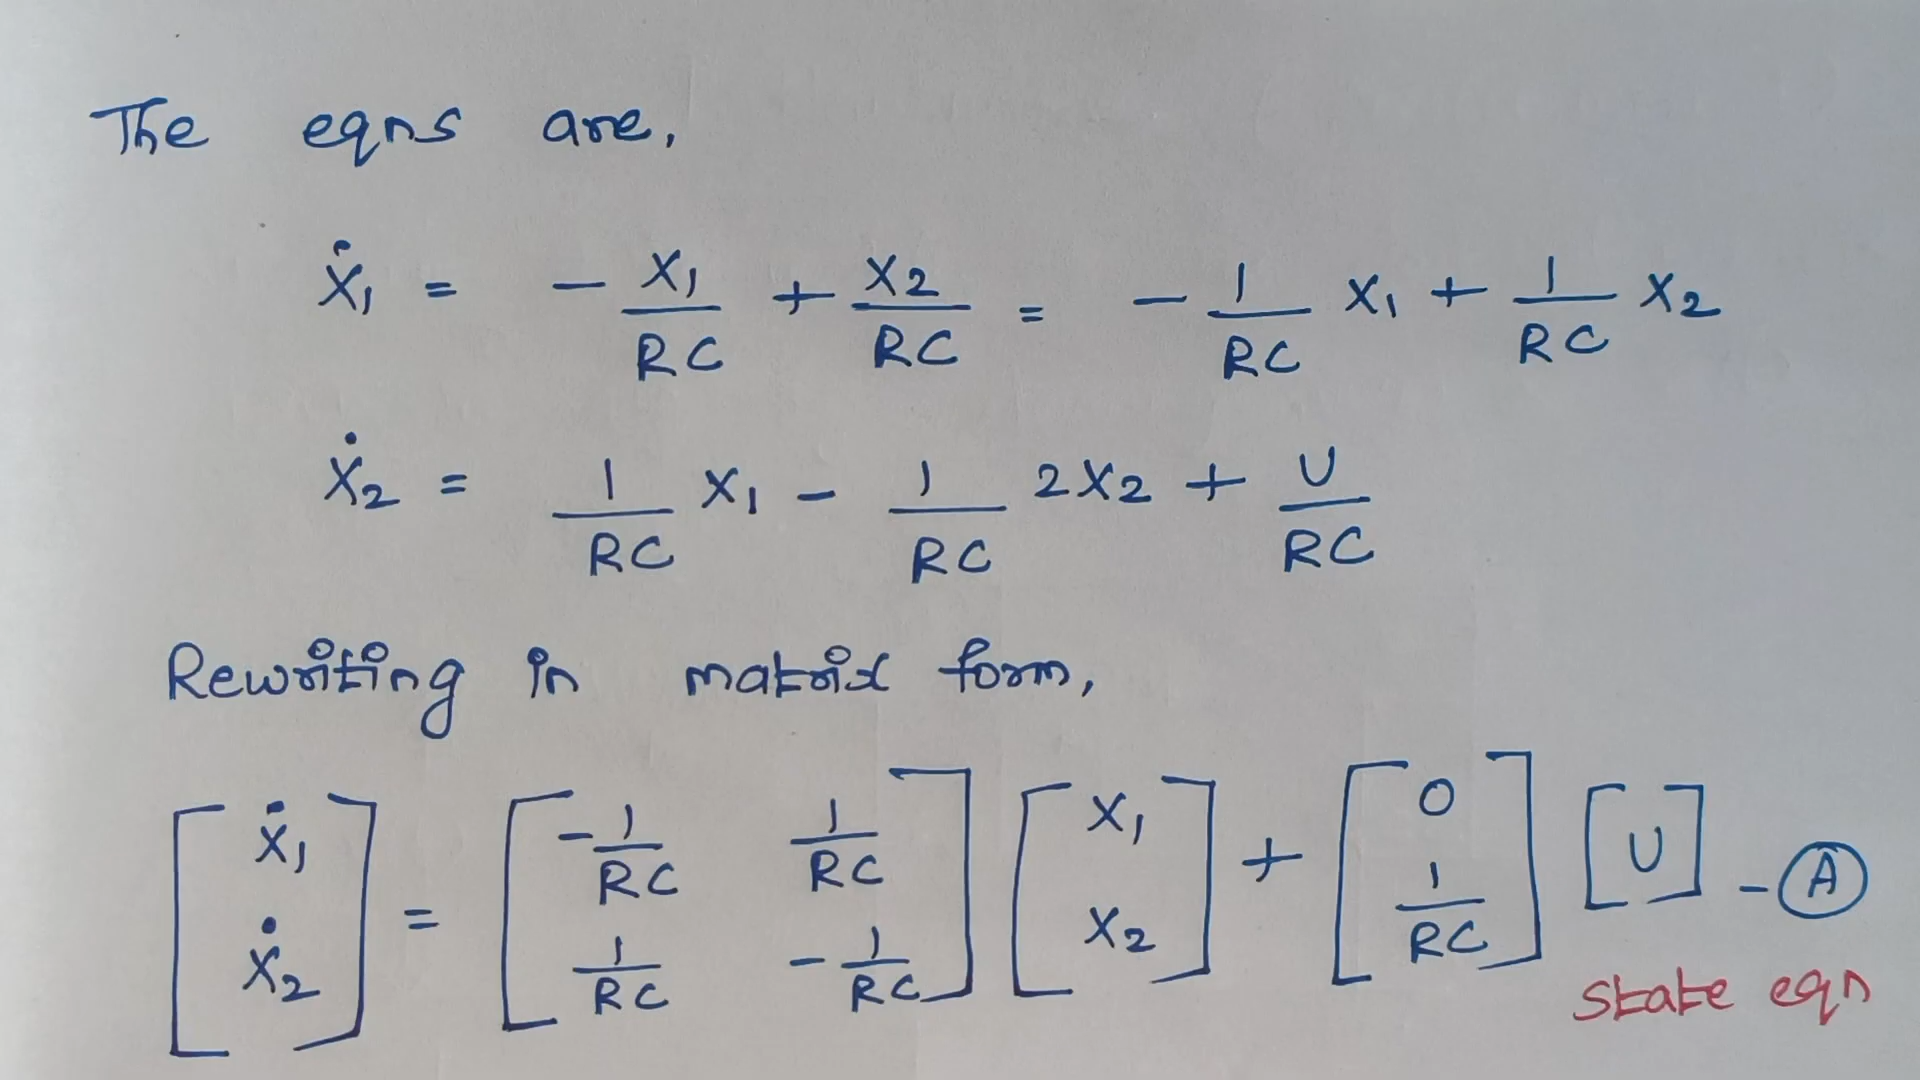 The eqns are,
Ẋ₁ = - X₁/RC + X₂/RC = - 1/RC X₁ + 1/RC X₂
Ẋ₂ = 1/RC X₁ - 1/RC 2X₂ + U/RC
Rewriting in matrix form,
[Ẋ₁ Ẋ₂] = [-1/RC 1/RC 1/RC -1/RC] [X₁ X₂] + [0 1/RC] [U] - Ⓐ
State eqn